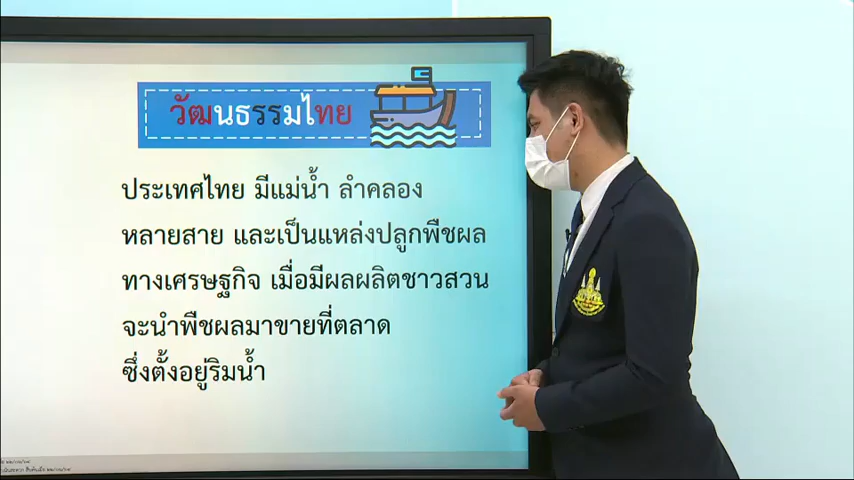 วัฒนธรรมไทย
ประเทศไทย มีแม่น้ำ ลำคลอง
หลายสาย และเป็นแหล่งปลูกพืชผล
ทางเศรษฐกิจ เมื่อมีผลผลิตชาวสวน
จะนำพืชผลมาขายที่ตลาด
ซึ่งตั้งอยู่ริมน้ำ